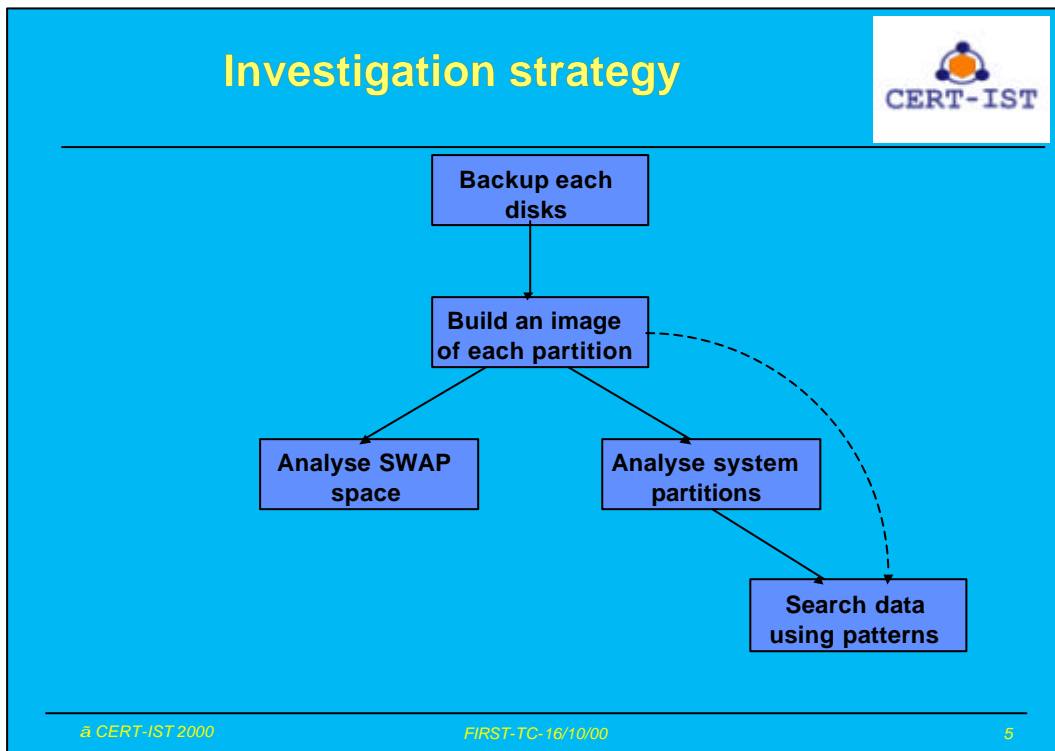 Investigation strategy
CERT-IST
Backup each
disks
Build an image
of each partition
Analyse SWAP
space
Analyse system
partitions
Search data
using patterns
ã CERT-IST 2000
FIRST-TC-16/10/00
5